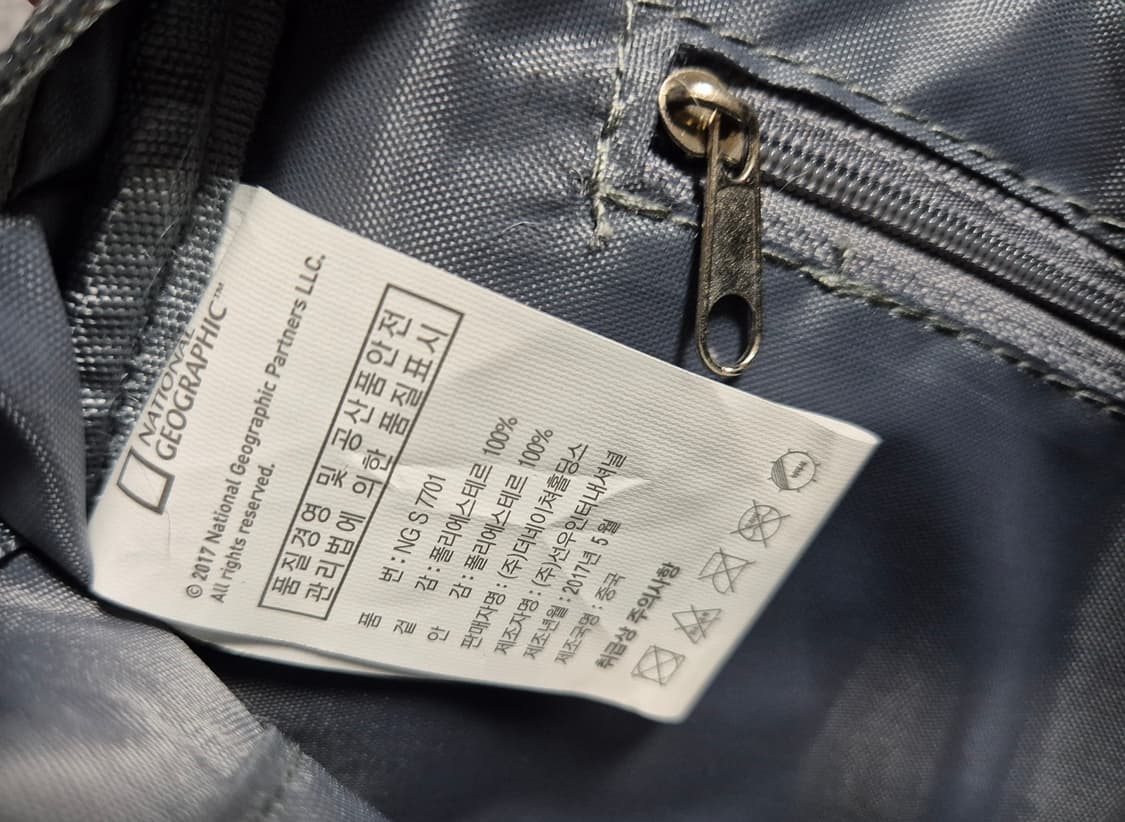 NATIONAL
GEOGRAPHIC™
© 2017 National Geographic Partners LLC.
All rights reserved.
품질경영 및 공산품안전
관리법에 의한 품질표시
품 번 : NG S 7701
겉 감 : 폴리에스테르 100%
안 감 : 폴리에스테르 100%
판매자명 : (주)더네이쳐홀딩스
제조자명 : (주)선우인터내셔널
제조년월 : 2017년 5월
제조국명 : 중국
취급상 주의사항